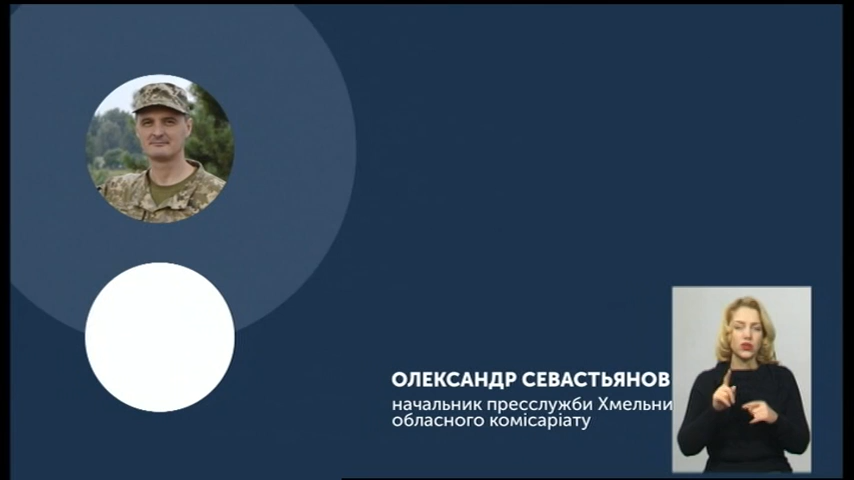 ОЛЕКСАНДР СЕВАСТЬЯНОВ
начальник пресслужби Хмельни
обласного комісаріату